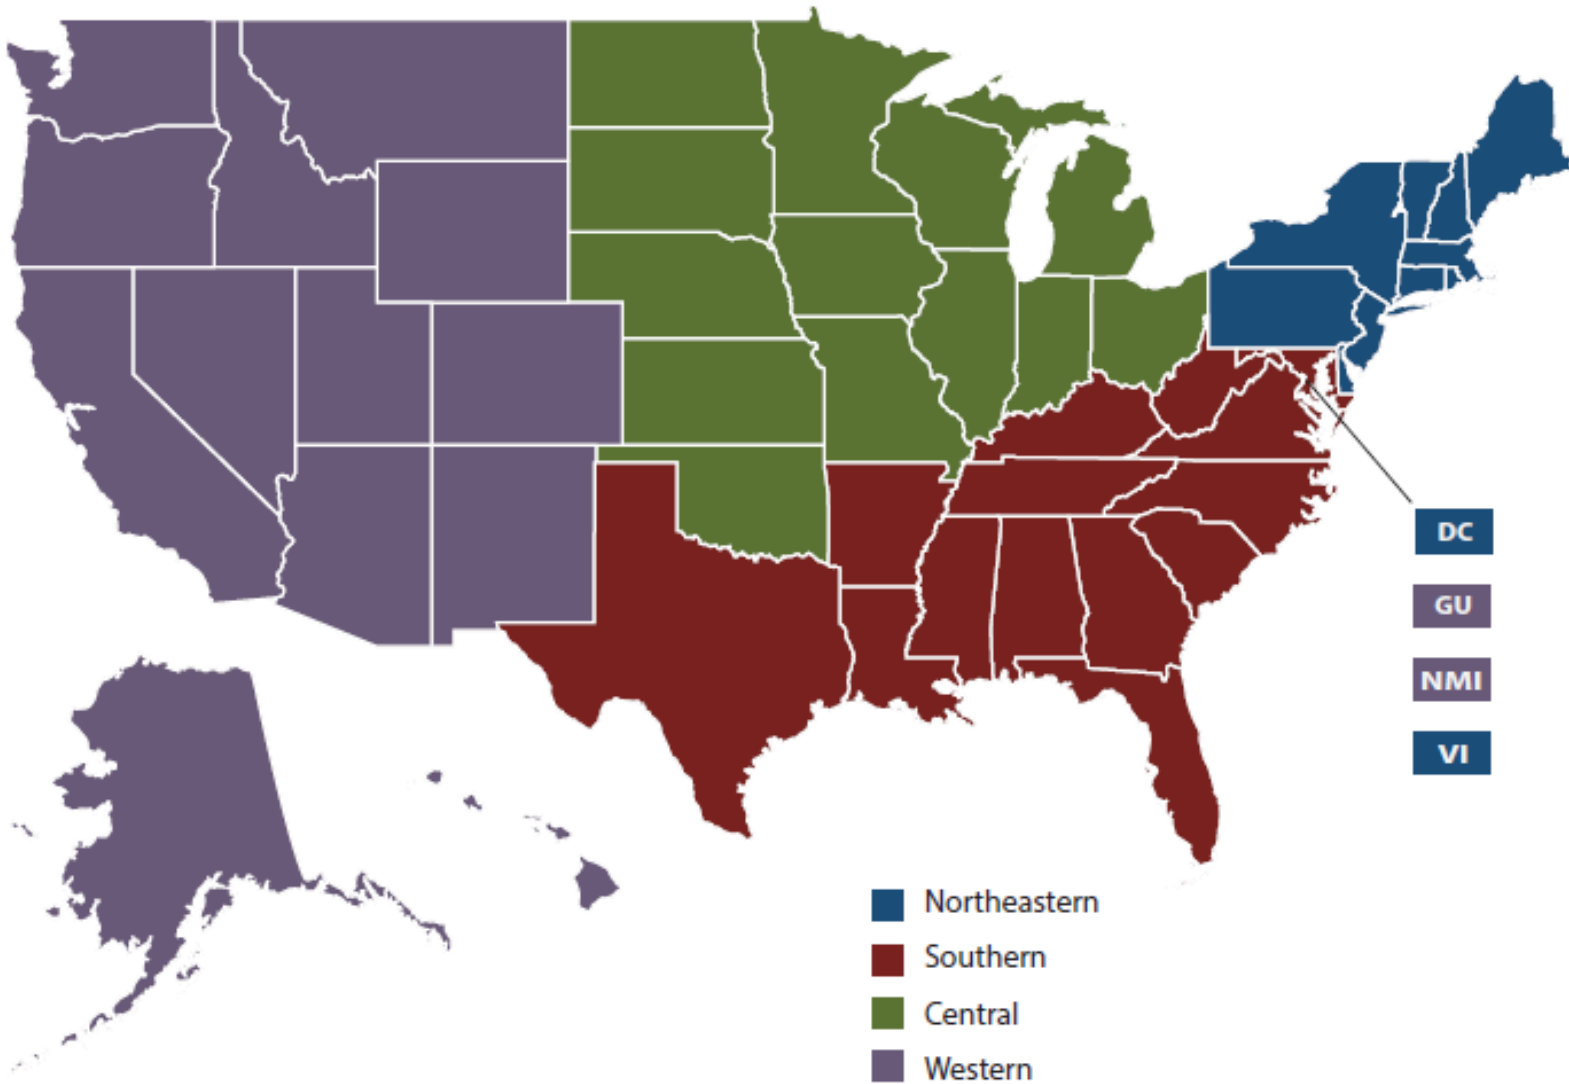 DC
GU
NMI
VI
Northeastern
Southern
Central
Western